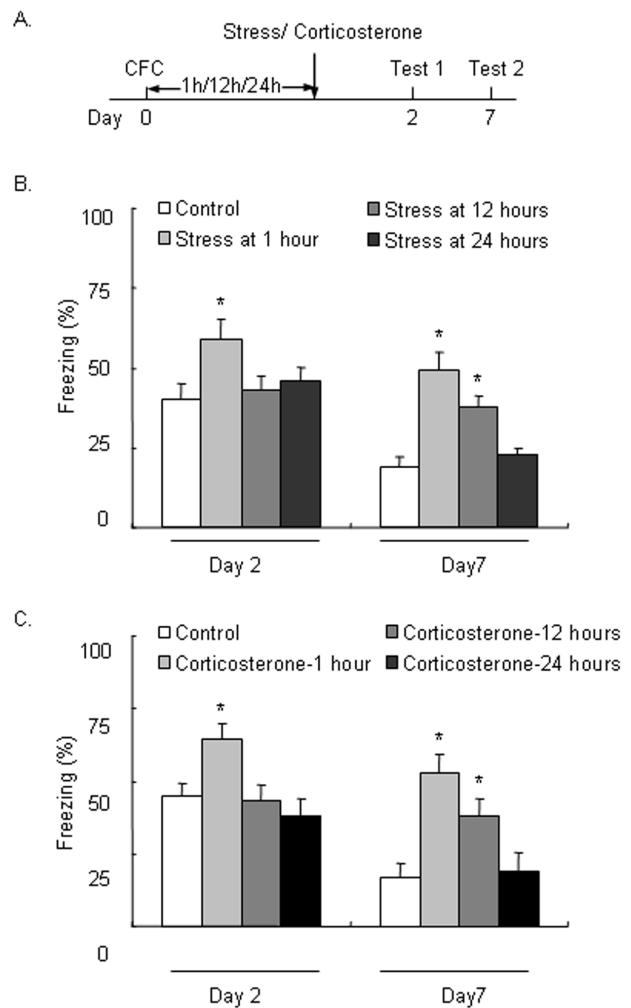 A.
Stress/ Corticosterone
CFC
1h/12h/24h
Test 1
Test 2
Day
0
2
7
B.
Control
Stress at 12 hours
Stress at 1 hour
Stress at 24 hours
Freezing (%)
100
75
50
25
0
*
*
*
Day 2
Day7
C.
Control
Corticosterone-12 hours
Corticosterone-1 hour
Corticosterone-24 hours
Freezing (%)
100
75
50
25
0
*
*
*
Day 2
Day7